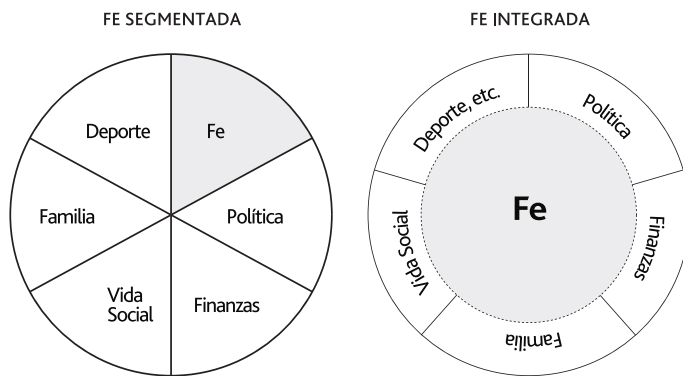 FE SEGMENTADA
Deporte
Fe
Familia
Política
Vida
Social
Finanzas
FE INTEGRADA
Deporte, etc.
Política
Fe
Vida Social
Finanzas
Familia